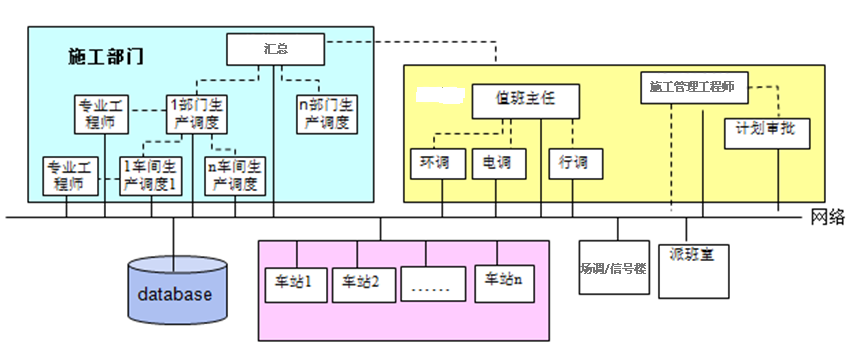 施工部门
汇总
专业工
程师
1部门生
产调度
n部门生
产调度
专业工
程师
1车间生
产调度1
n车间生
产调度
值班主任
施工管理工程师
计划审批
环调
电调
行调
网络
database
车站1
车站2
……
车站n
场调/信号楼
派班室